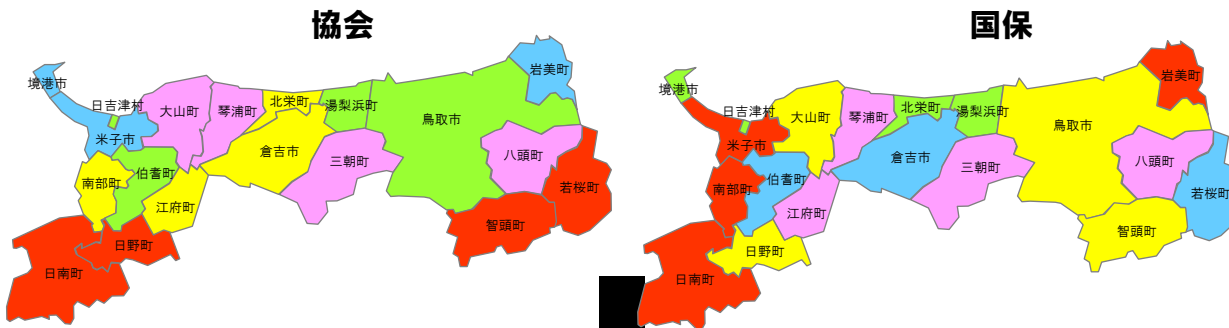 協会
岩美町
境港市
日吉津村
大山町
琴浦町
北栄町
湯梨浜町
鳥取市
米子市
倉吉市
三朝町
八頭町
南部町
伯耆町
若桜町
江府町
智頭町
日野町
日南町
国保
岩美町
境港市
日吉津村
大山町
琴浦町
北栄町
湯梨浜町
鳥取市
米子市
倉吉市
三朝町
八頭町
南部町
伯耆町
若桜町
江府町
智頭町
日野町
日南町